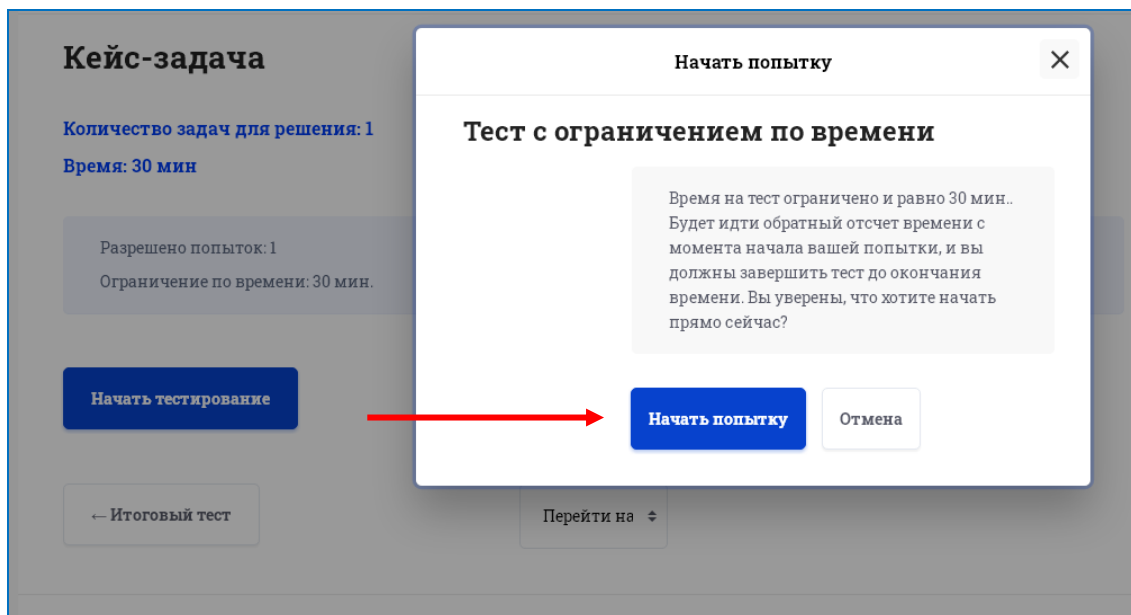 Кейс-задача
Количество задач для решения: 1
Время: 30 мин
Разрешено попыток: 1
Ограничение по времени: 30 мин.
Начать тестирование
← Итоговый тест
Перейти на
Начать попытку
Тест с ограничением по времени
Время на тест ограничено и равно 30 мин..
Будет идти обратный отсчет времени с
момента начала вашей попытки, и вы
должны завершить тест до окончания
времени. Вы уверены, что хотите начать
прямо сейчас?
Начать попытку
Отмена